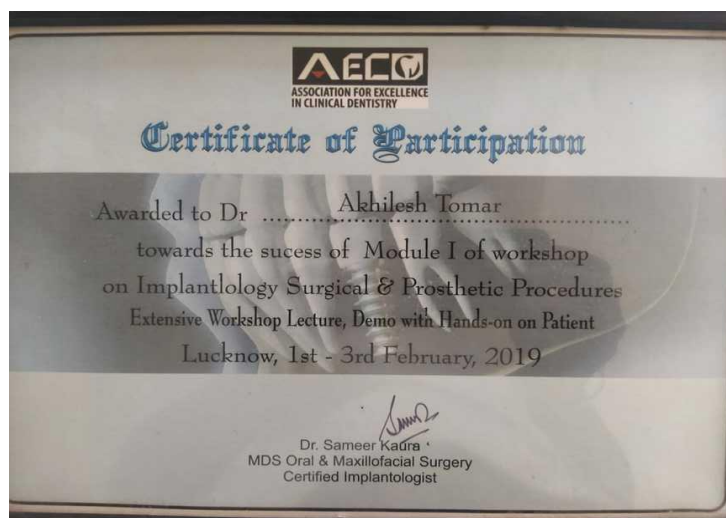 AECD
ASSOCIATION FOR EXCELLENCE
IN CLINICAL DENTISTRY
Certificate of Participation
Awarded to Dr ........Akhilesh Tomar........
towards the sucess of Module I of workshop
on Implantlology Surgical & Prosthetic Procedures
Extensive Workshop Lecture, Demo with Hands-on on Patient
Lucknow, 1st - 3rd February, 2019
Dr. Sameer Kaura
MDS Oral & Maxillofacial Surgery
Certified Implantologist